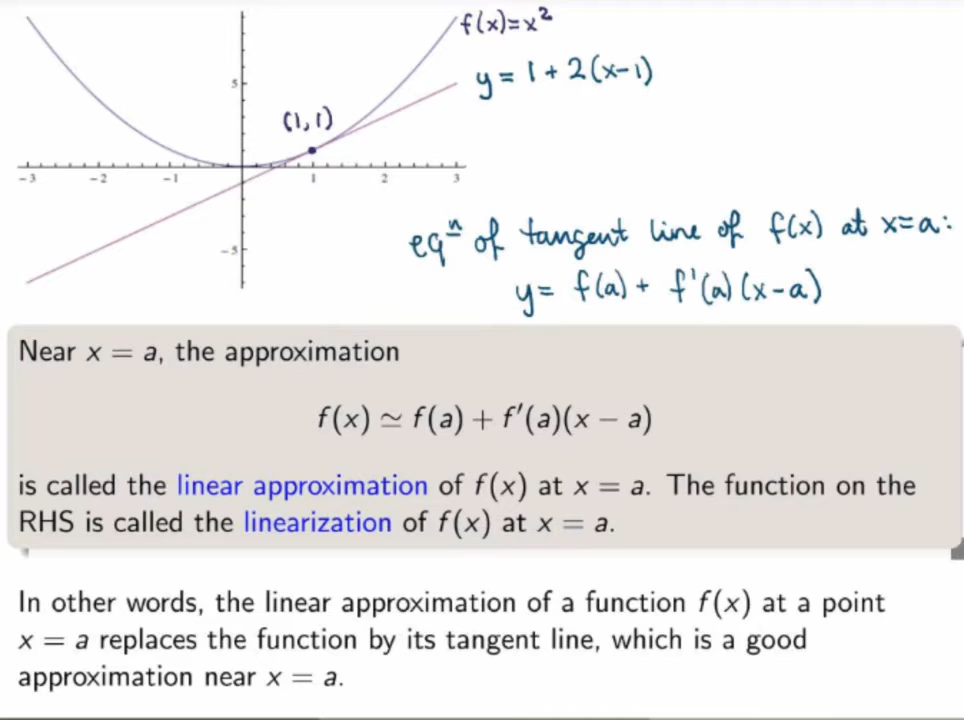 f(x)=x²
y = 1 + 2(x-1)
5
(1,1)
-3 -2 -1 1 2 3
-5
eqⁿ of tangent line of f(x) at x=a:
y= f(a) + f'(a)(x-a)
Near x = a, the approximation
f(x) ≃ f(a) + f′(a)(x − a)
is called the linear approximation of f(x) at x = a. The function on the
RHS is called the linearization of f(x) at x = a.
In other words, the linear approximation of a function f(x) at a point
x = a replaces the function by its tangent line, which is a good
approximation near x = a.